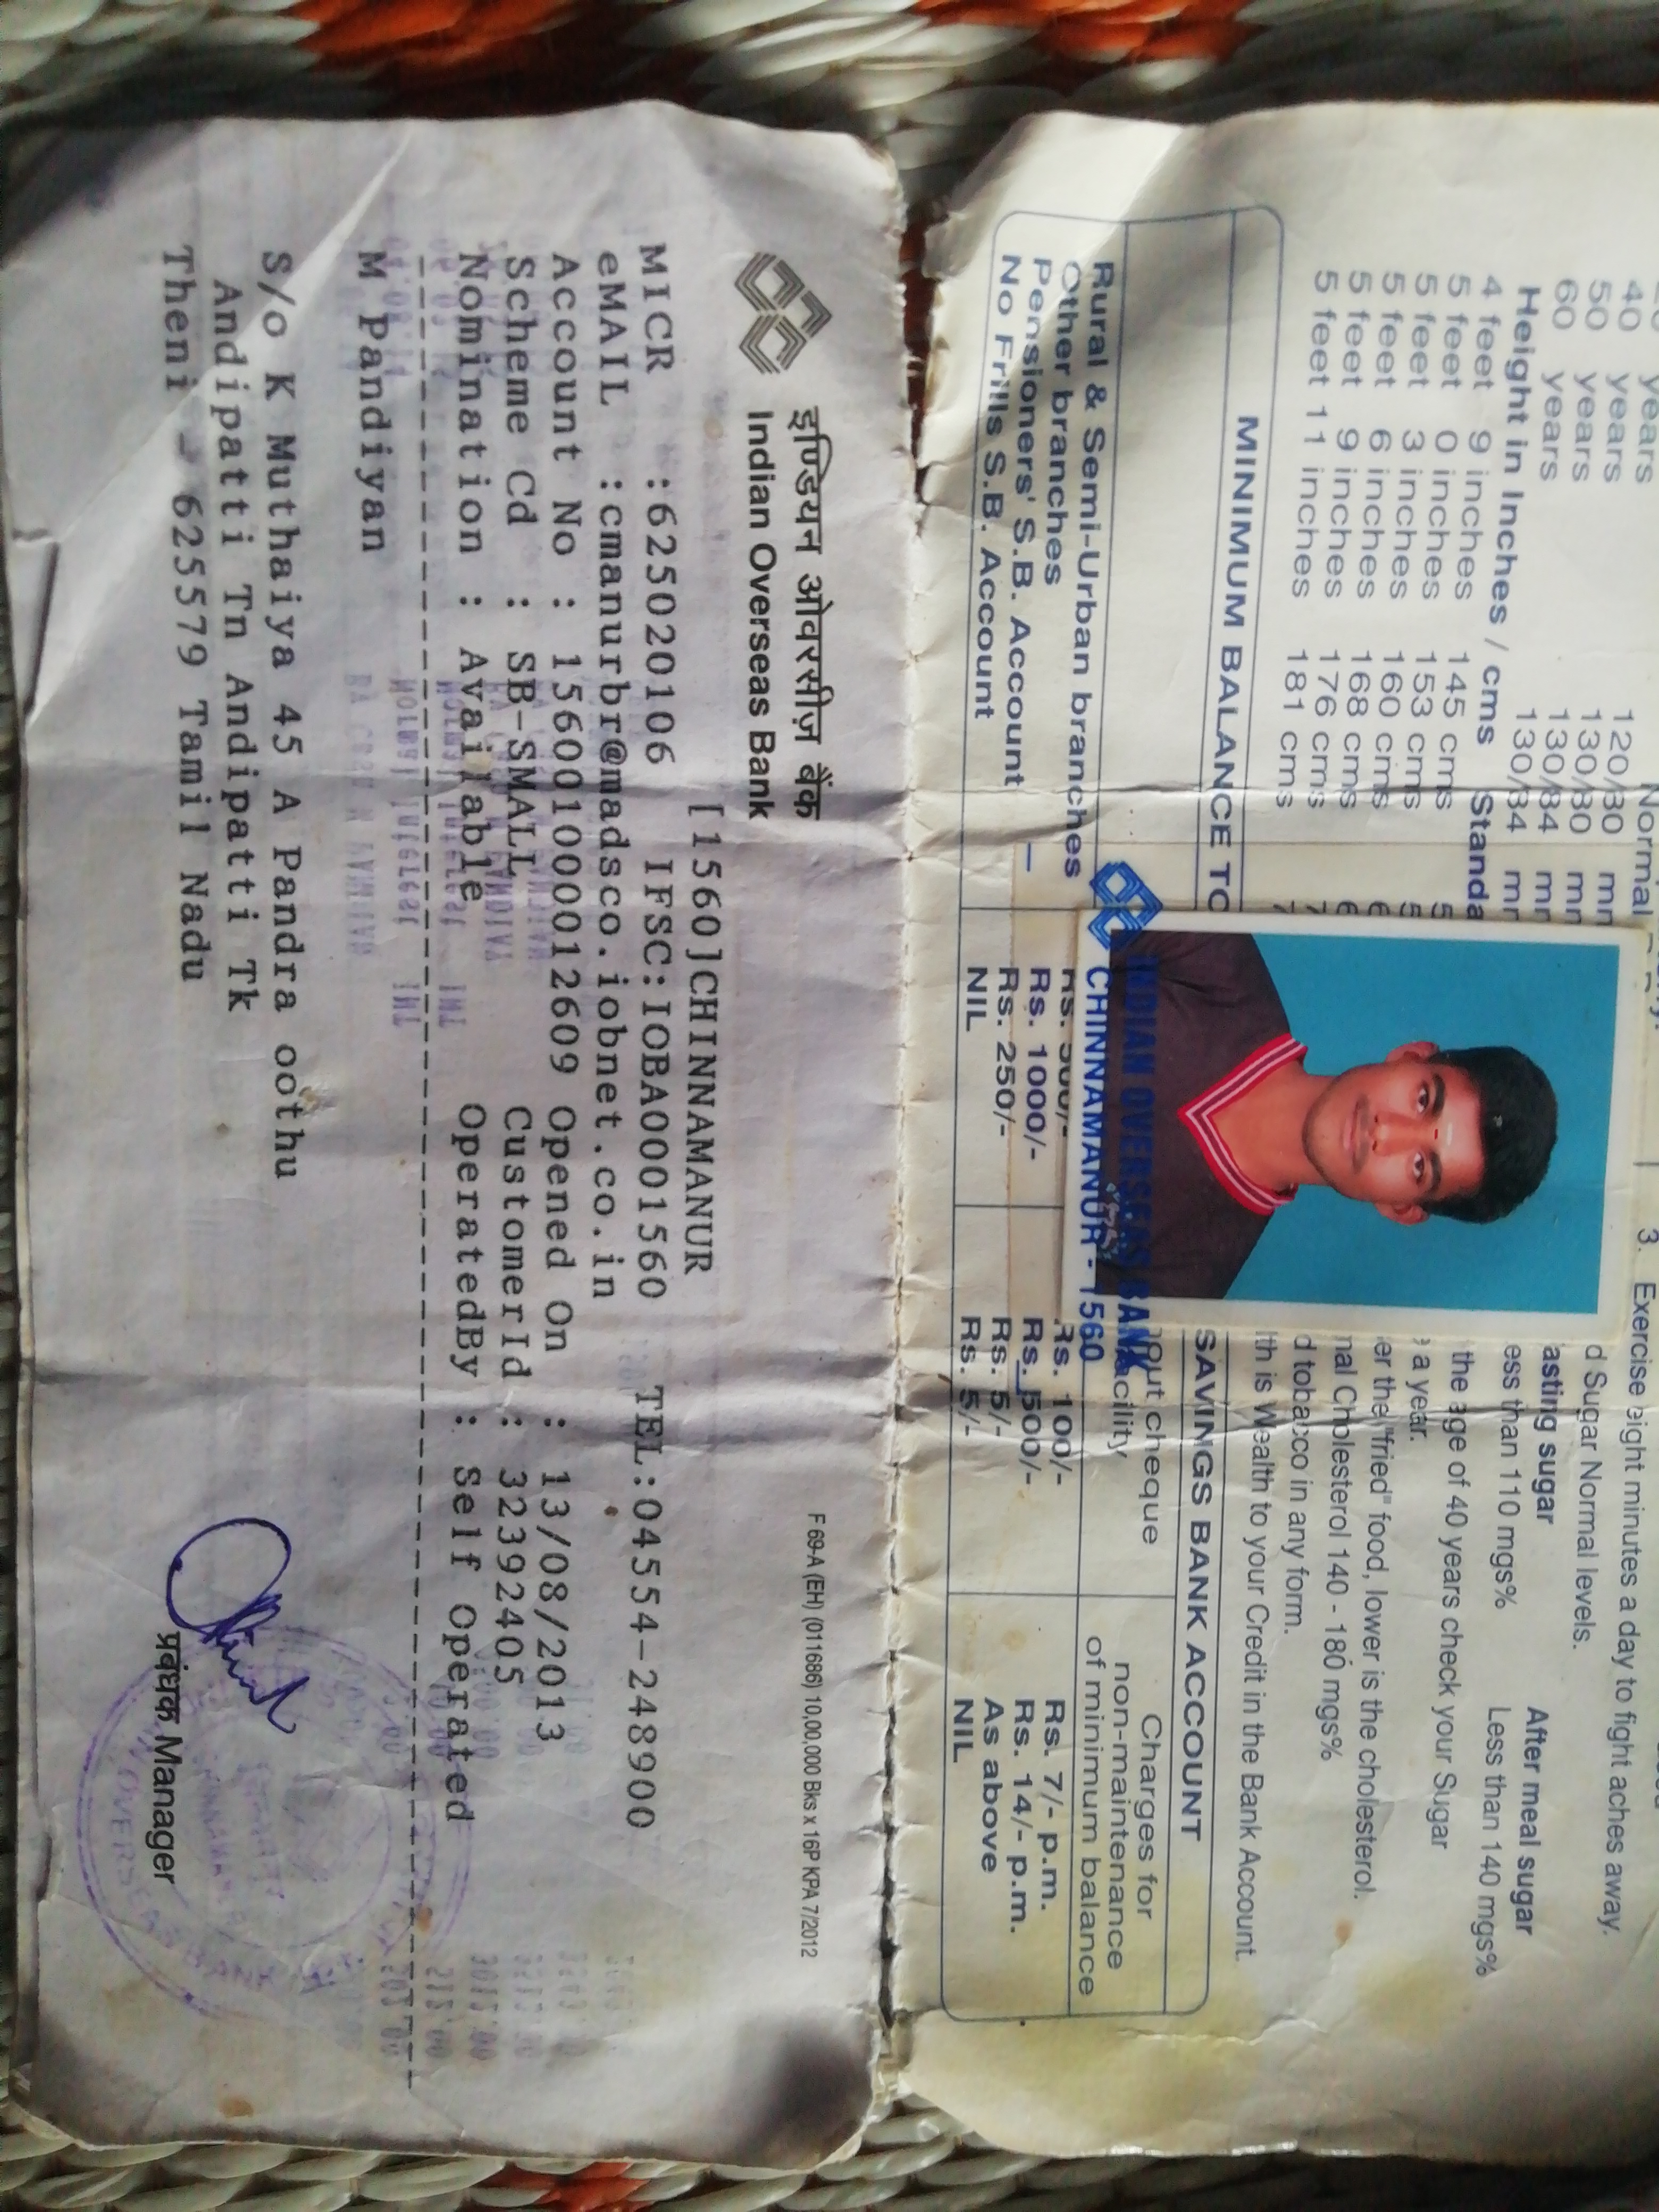 years Normal
40 years 120/80
50 years 130/80
60 years 130/84
Height in Inches / cms Standa
4 feet 9 inches 145 cms
5 feet 0 inches 153 cms
5 feet 3 inches 160 cms
5 feet 6 inches 168 cms
5 feet 9 inches 176 cms
5 feet 11 inches 181 cms
3. Exercise eight minutes a day to fight aches away.
d Sugar Normal levels.
asting sugar After meal sugar
ess than 110 mgs% Less than 140 mgs%
the age of 40 years check your Sugar
a year.
er the "fried" food, lower is the cholesterol.
nal Cholesterol 140 - 180 mgs%
d tobacco in any form.
lth is Wealth to your Credit in the Bank Account.
MINIMUM BALANCE TO
SAVINGS BANK ACCOUNT
out cheque
acility
Charges for
non-maintenance
of minimum balance
Rural & Semi-Urban branches Rs. 500/- Rs. 100/- Rs. 7/- p.m.
Other branches Rs. 1000/- Rs. 500/- Rs. 14/- p.m.
Pensioners' S.B. Account Rs. 250/- Rs. 5/- As above
No Frills S.B. Account NIL Rs. 5/- NIL
INDIAN OVERSEAS BANK
CHINNAMANUR - 1560
F 69-A (EH) (011686) 10,00,000 Bks x 16P KPA 7/2012
इण्डियन ओवरसीज़ बैंक
Indian Overseas Bank
[1560]CHINNAMANUR
MICR :625020106 IFSC:IOBA0001560 TEL:04554-248900
eMAIL :cmanurbr@madsco.iobnet.co.in
Account No : 156001000012609 Opened On : 13/08/2013
Scheme Cd : SB-SMALL CustomerId : 32392405
Nomination : Available OperatedBy : Self Operated
M Pandiyan
S/o K Muthaiya 45 A Pandra oothu
Andipatti Tn Andipatti Tk
Theni - 625579 Tamil Nadu
प्रबंधक Manager